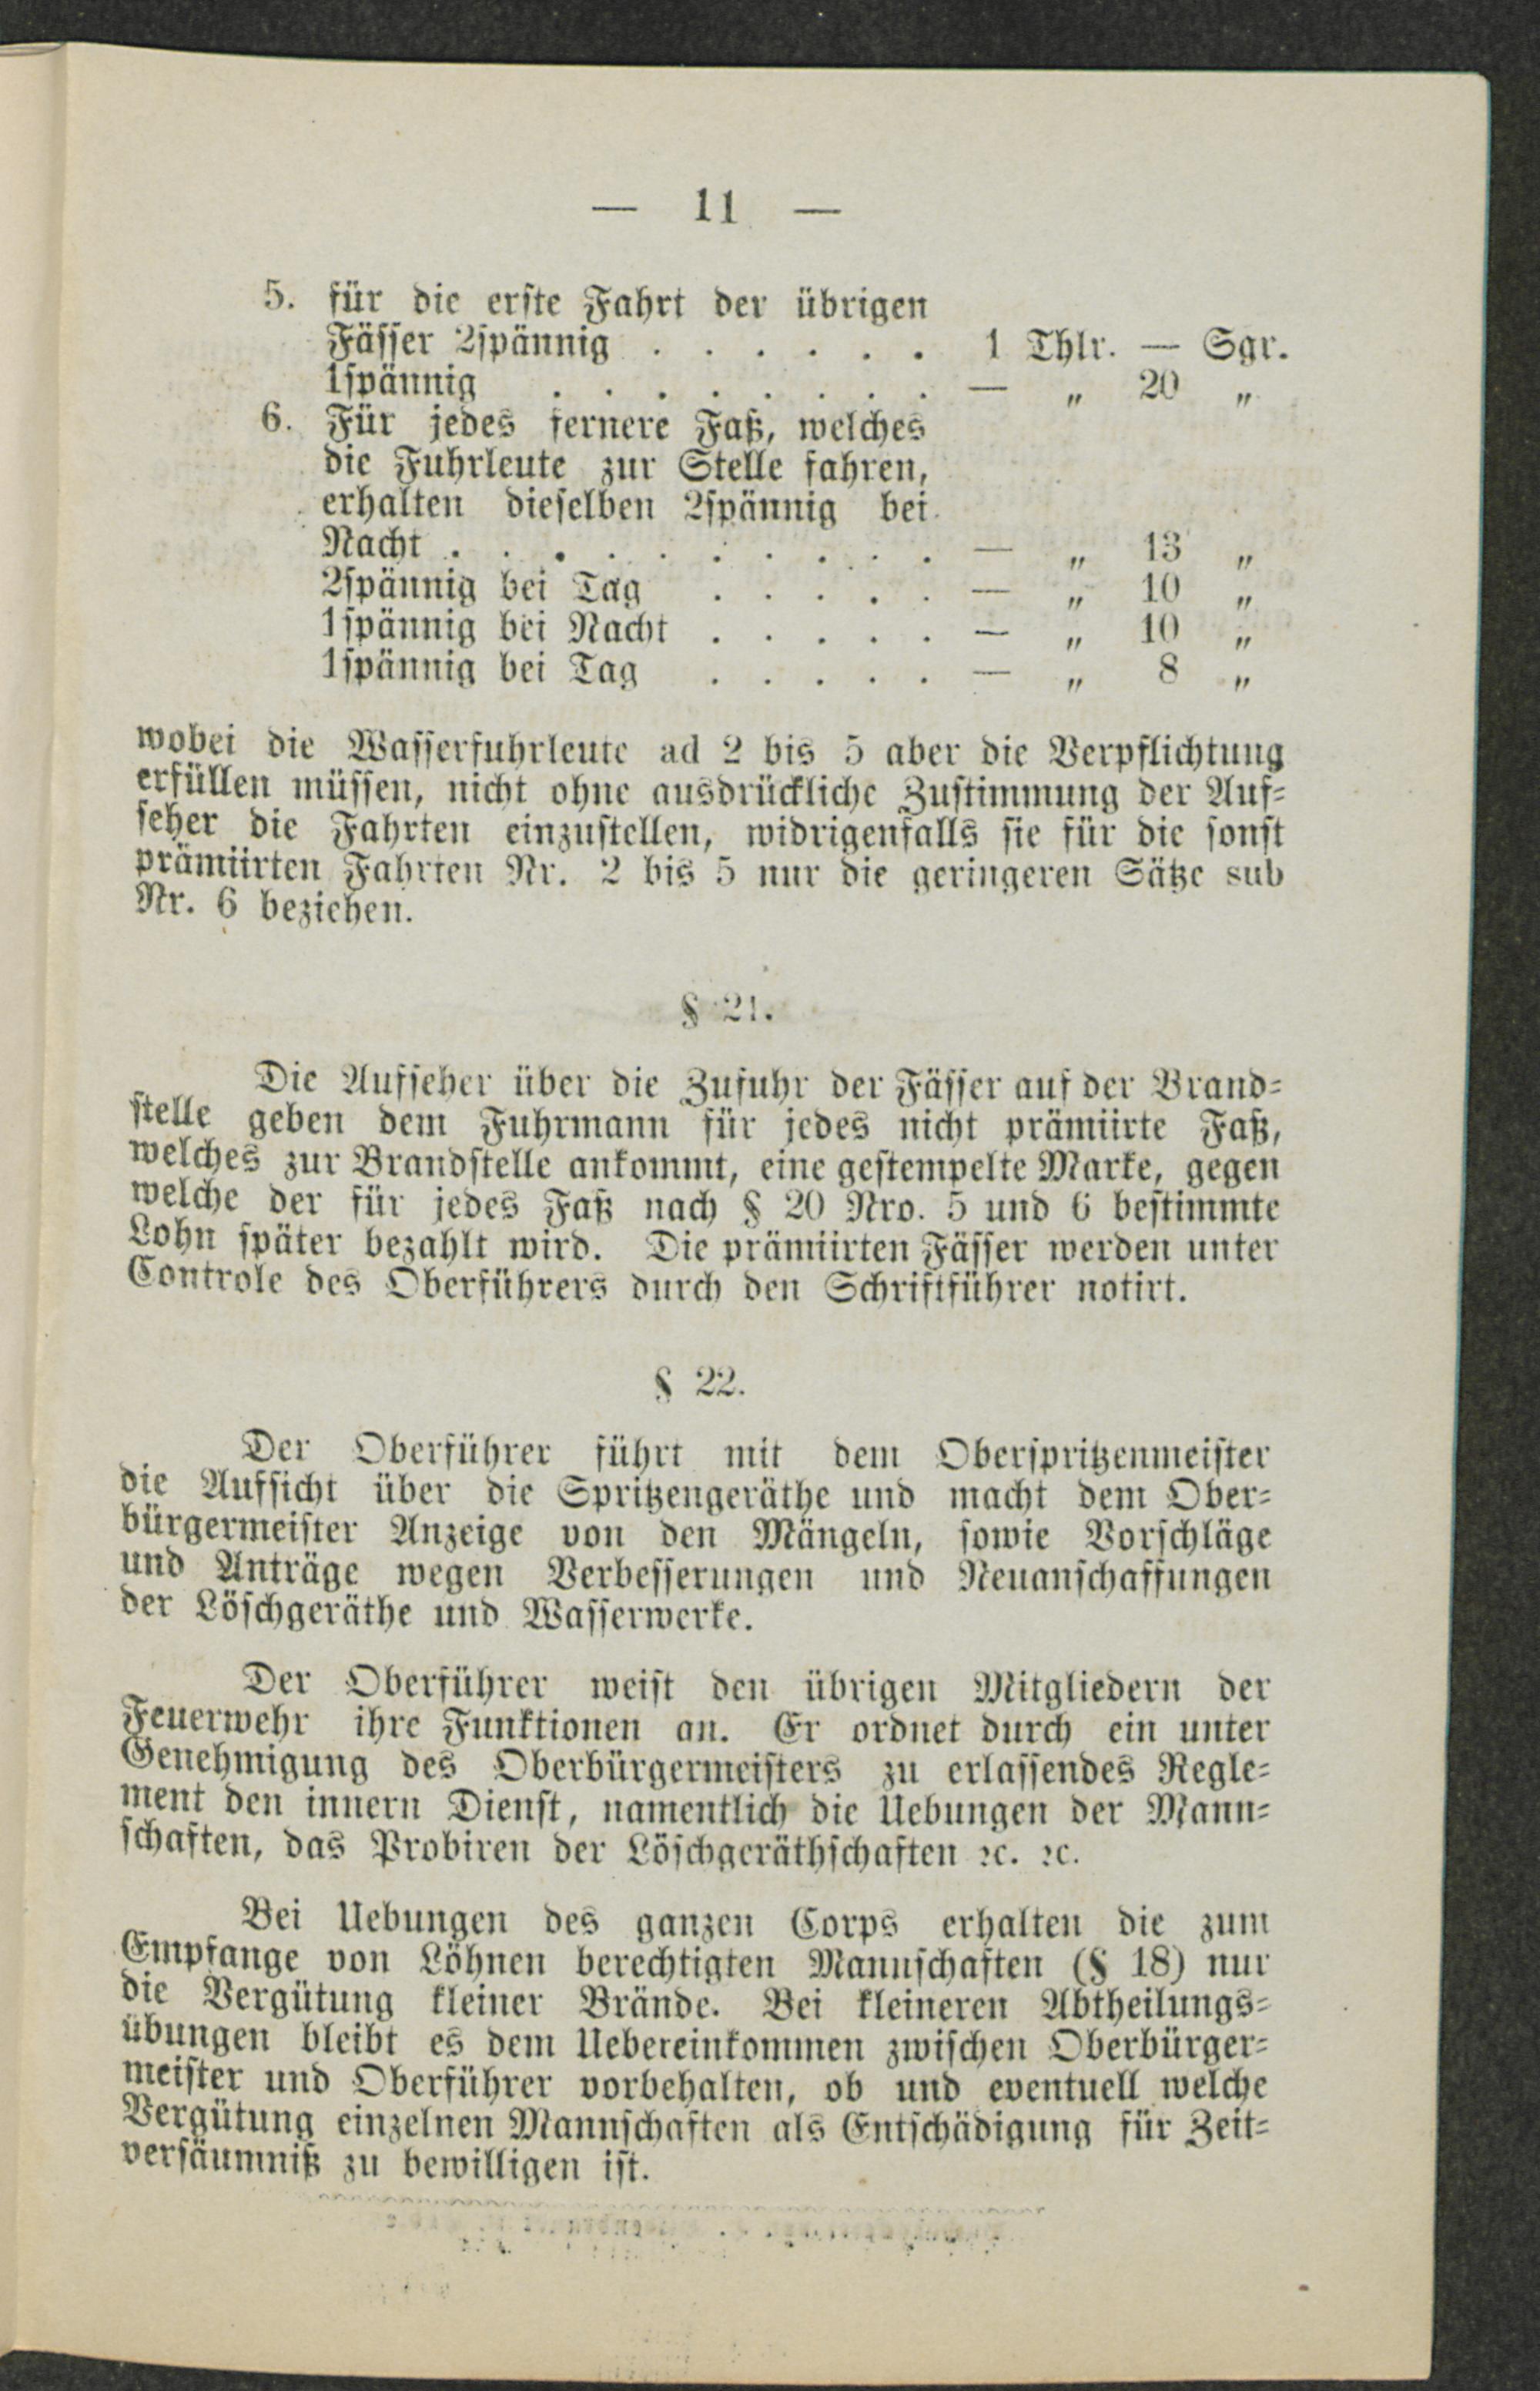 — 11 —
5. für die erste Fahrt der übrigen
Fässer 2spännig . . . . . . 1 Thlr. — Sgr.
1spännig . . . . . . . . — „ 20 „
6. Für jedes fernere Faß, welches
die Fuhrleute zur Stelle fahren,
erhalten dieselben 2spännig bei
Nacht . . . . . . . . . . — „ 13 „
2spännig bei Tag . . . . . — „ 10 „
1spännig bei Nacht . . . . . — „ 10 „
1spännig bei Tag . . . . . — „ 8 „
wobei die Wasserfuhrleute ad 2 bis 5 aber die Verpflichtung
erfüllen müssen, nicht ohne ausdrückliche Zustimmung der Auf-
seher die Fahrten einzustellen, widrigenfalls sie für die sonst
prämiirten Fahrten Nr. 2 bis 5 nur die geringeren Sätze sub
Nr. 6 beziehen.
§ 21.
Die Aufseher über die Zufuhr der Fässer auf der Brand-
stelle geben dem Fuhrmann für jedes nicht prämiirte Faß,
welches zur Brandstelle ankommt, eine gestempelte Marke, gegen
welche der für jedes Faß nach § 20 Nro. 5 und 6 bestimmte
Lohn später bezahlt wird. Die prämiirten Fässer werden unter
Controle des Oberführers durch den Schriftführer notirt.
§ 22.
Der Oberführer führt mit dem Oberspritzenmeister
die Aufsicht über die Spritzengeräthe und macht dem Ober-
bürgermeister Anzeige von den Mängeln, sowie Vorschläge
und Anträge wegen Verbesserungen und Neuanschaffungen
der Löschgeräthe und Wasserwerke.
Der Oberführer weist den übrigen Mitgliedern der
Feuerwehr ihre Funktionen an. Er ordnet durch ein unter
Genehmigung des Oberbürgermeisters zu erlassendes Regle-
ment den innern Dienst, namentlich die Uebungen der Mann-
schaften, das Probiren der Löschgeräthschaften ꝛc. ꝛc.
Bei Uebungen des ganzen Corps erhalten die zum
Empfange von Löhnen berechtigten Mannschaften (§ 18) nur
die Vergütung kleiner Brände. Bei kleineren Abtheilungs-
übungen bleibt es dem Uebereinkommen zwischen Oberbürger-
meister und Oberführer vorbehalten, ob und eventuell welche
Vergütung einzelnen Mannschaften als Entschädigung für Zeit-
versäumniß zu bewilligen ist.